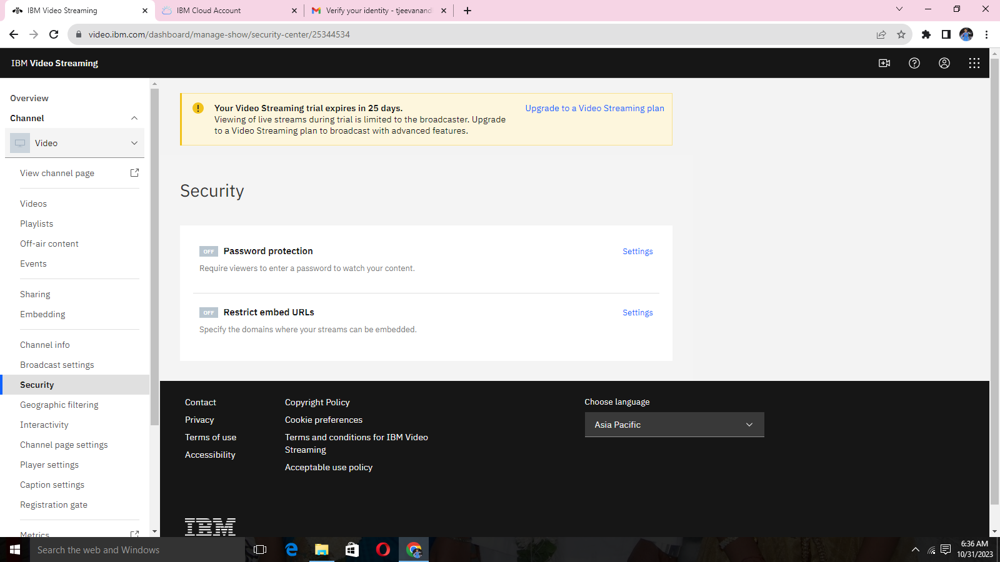 IBM Video Streaming
IBM Cloud Account
Verify your identity - tjeevanand
video.ibm.com/dashboard/manage-show/security-center/25344534
IBM Video Streaming
Overview
Channel
Video
View channel page
Videos
Playlists
Off-air content
Events
Sharing
Embedding
Channel info
Broadcast settings
Security
Geographic filtering
Interactivity
Channel page settings
Player settings
Caption settings
Registration gate
Metrics
Your Video Streaming trial expires in 25 days.
Viewing of live streams during trial is limited to the broadcaster. Upgrade
to a Video Streaming plan to broadcast with advanced features.
Upgrade to a Video Streaming plan
Security
OFF Password protection
Settings
Require viewers to enter a password to watch your content.
OFF Restrict embed URLs
Settings
Specify the domains where your streams can be embedded.
Contact
Privacy
Terms of use
Accessibility
Copyright Policy
Cookie preferences
Terms and conditions for IBM Video
Streaming
Acceptable use policy
Choose language
Asia Pacific
IBM
Search the web and Windows
6:36 AM
10/31/2023